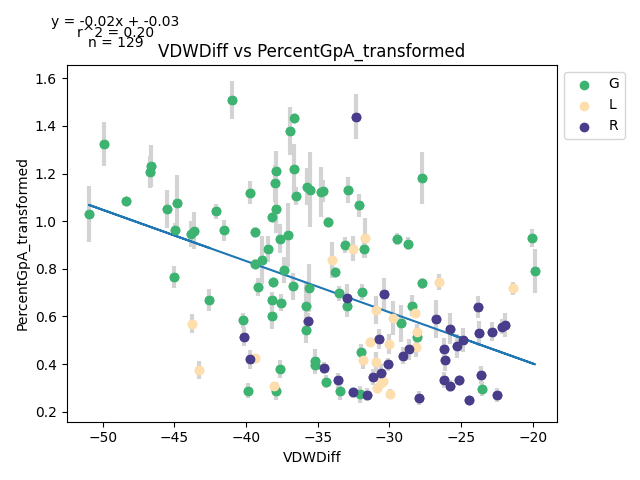 y = -0.02x + -0.03
r^2 = 0.20
n = 129
VDWDiff vs PercentGpA_transformed
1.6
1.4
1.2
1.0
0.8
0.6
0.4
0.2
PercentGpA_transformed
−50 −45 −40 −35 −30 −25 −20
VDWDiff
G
L
R